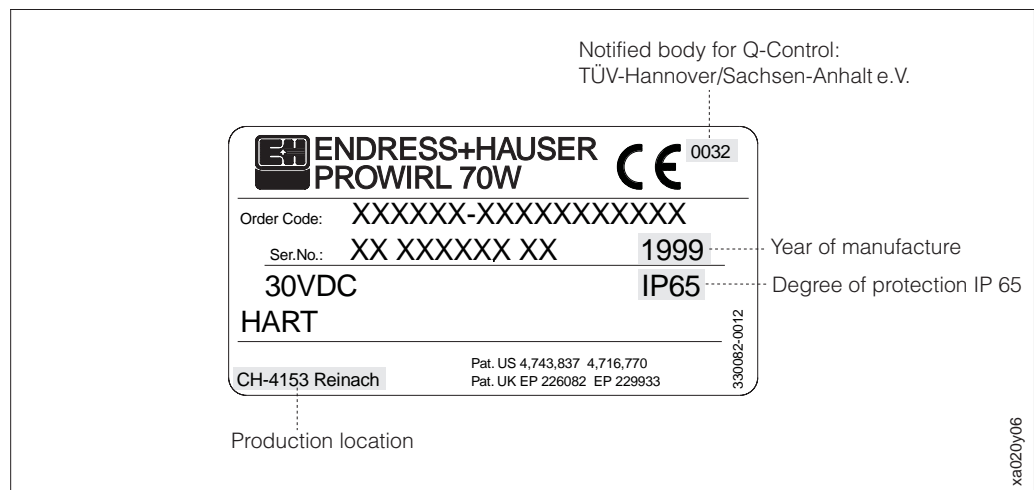 Notified body for Q-Control:
TÜV-Hannover/Sachsen-Anhalt e.V.
E+H ENDRESS+HAUSER
PROWIRL 70W
CE 0032
Order Code: XXXXXX-XXXXXXXXXXX
Ser.No.: XX XXXXXX XX 1999 Year of manufacture
30VDC IP65 Degree of protection IP 65
HART
330082-0012
Pat. US 4,743,837 4,716,770
CH-4153 Reinach Pat. UK EP 226082 EP 229933
Production location
xa020y06